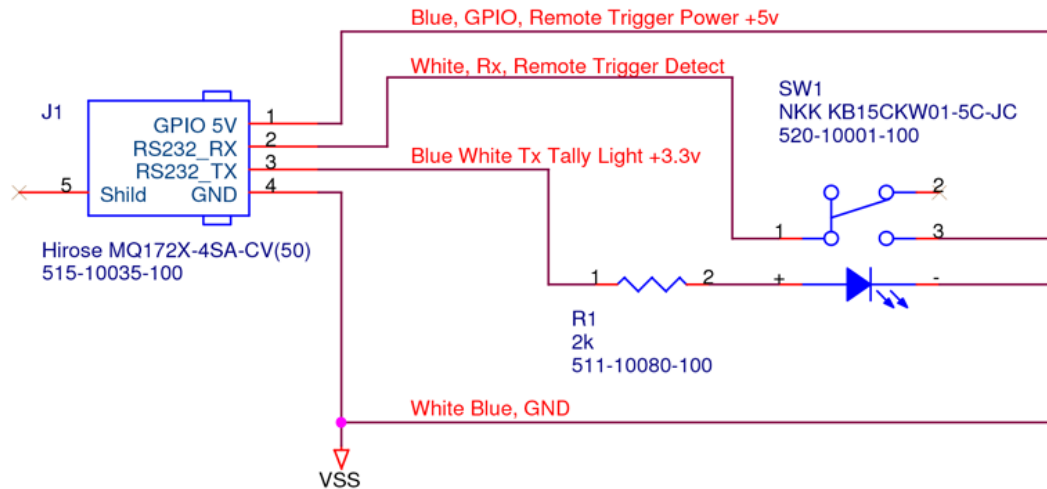 Blue, GPIO, Remote Trigger Power +5v
White, Rx, Remote Trigger Detect
J1
GPIO 5V
1
RS232_RX
2
RS232_TX
3
5
Shild
GND
4
Blue White Tx Tally Light +3.3v
SW1
NKK KB15CKW01-5C-JC
520-10001-100
2
1
3
Hirose MQ172X-4SA-CV(50)
515-10035-100
1
2
+
-
R1
2k
511-10080-100
White Blue, GND
VSS